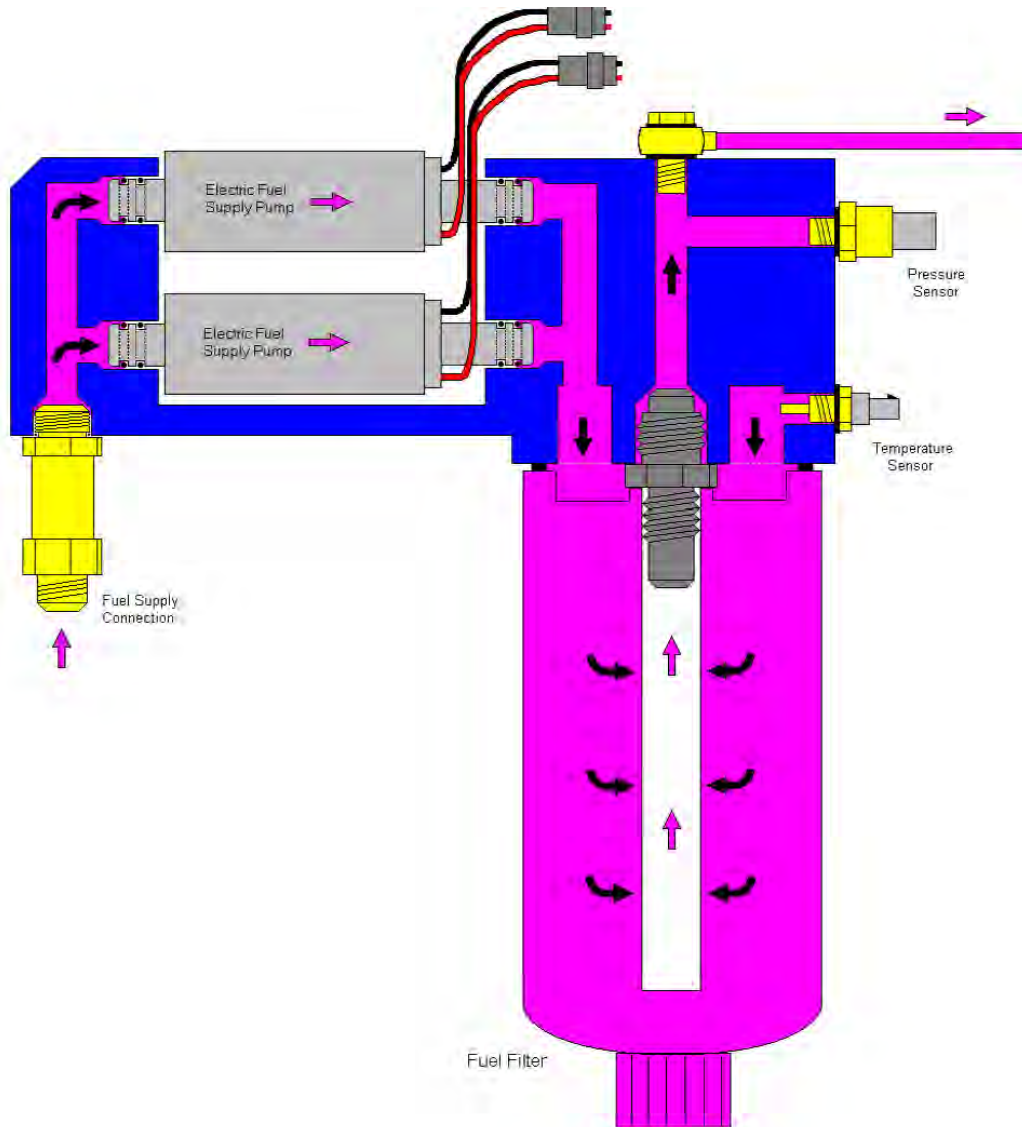 Electric Fuel
Supply Pump
Electric Fuel
Supply Pump
Pressure
Sensor
Temperature
Sensor
Fuel Supply
Connection
Fuel Filter